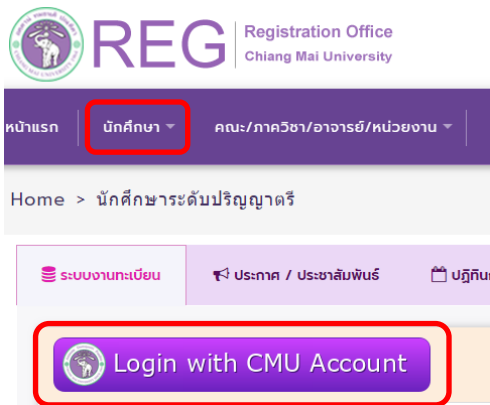 REG
Registration Office
Chiang Mai University
หน้าแรก นักศึกษา คณะ/ภาควิชา/อาจารย์/หน่วยงาน
Home > นักศึกษาระดับปริญญาตรี
ระบบงานทะเบียน ประกาศ / ประชาสัมพันธ์
Login with CMU Account